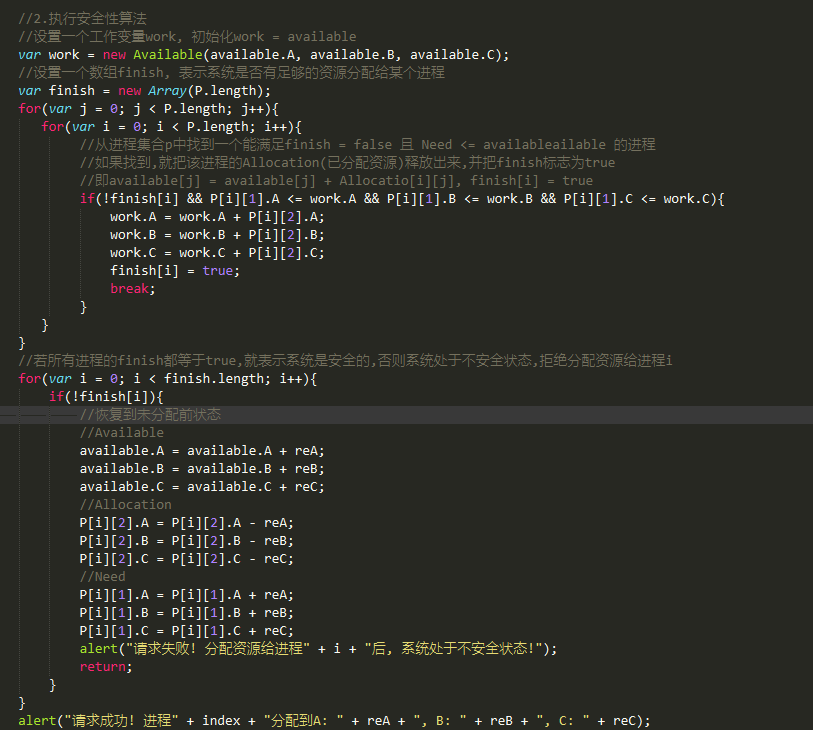 //2.执行安全性算法
//设置一个工作变量work, 初始化work = available
var work = new Available(available.A, available.B, available.C);
//设置一个数组finish, 表示系统是否有足够的资源分配给某个进程
var finish = new Array(P.length);
for(var j = 0; j < P.length; j++){
for(var i = 0; i < P.length; i++){
//从进程集合p中找到一个能满足finish = false 且 Need <= availableailable 的进程
//如果找到,就把该进程的Allocation(已分配资源)释放出来,并把finish标志为true
//即available[j] = available[j] + Allocatio[i][j], finish[i] = true
if(!finish[i] && P[i][1].A <= work.A && P[i][1].B <= work.B && P[i][1].C <= work.C){
work.A = work.A + P[i][2].A;
work.B = work.B + P[i][2].B;
work.C = work.C + P[i][2].C;
finish[i] = true;
break;
}
}
}
//若所有进程的finish都等于true,就表示系统是安全的,否则系统处于不安全状态,拒绝分配资源给进程i
for(var i = 0; i < finish.length; i++){
if(!finish[i]){
//恢复到未分配前状态
//Available
available.A = available.A + reA;
available.B = available.B + reB;
available.C = available.C + reC;
//Allocation
P[i][2].A = P[i][2].A - reA;
P[i][2].B = P[i][2].B - reB;
P[i][2].C = P[i][2].C - reC;
//Need
P[i][1].A = P[i][1].A + reA;
P[i][1].B = P[i][1].B + reB;
P[i][1].C = P[i][1].C + reC;
alert("请求失败! 分配资源给进程" + i + "后, 系统处于不安全状态!");
return;
}
}
alert("请求成功! 进程" + index + "分配到A: " + reA + ", B: " + reB + ", C: " + reC);